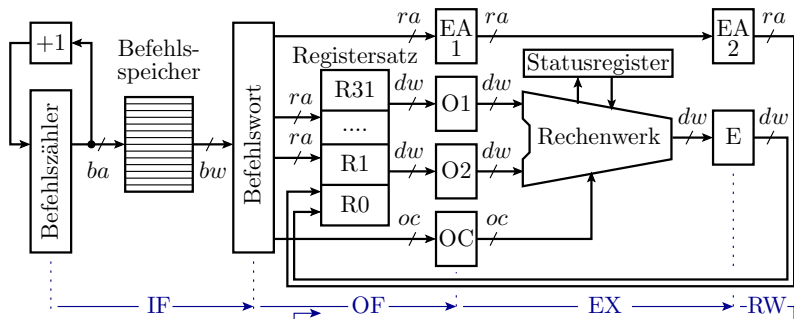 +1
Befehls-
speicher
Befehlszähler
ba
bw
Befehlswort
Registersatz
ra
ra
ra
R31
....
R1
R0
dw
dw
oc
EA
1
O1
O2
OC
ra
dw
dw
oc
Statusregister
Rechenwerk
dw
EA
2
E
ra
dw
IF
OF
EX
RW